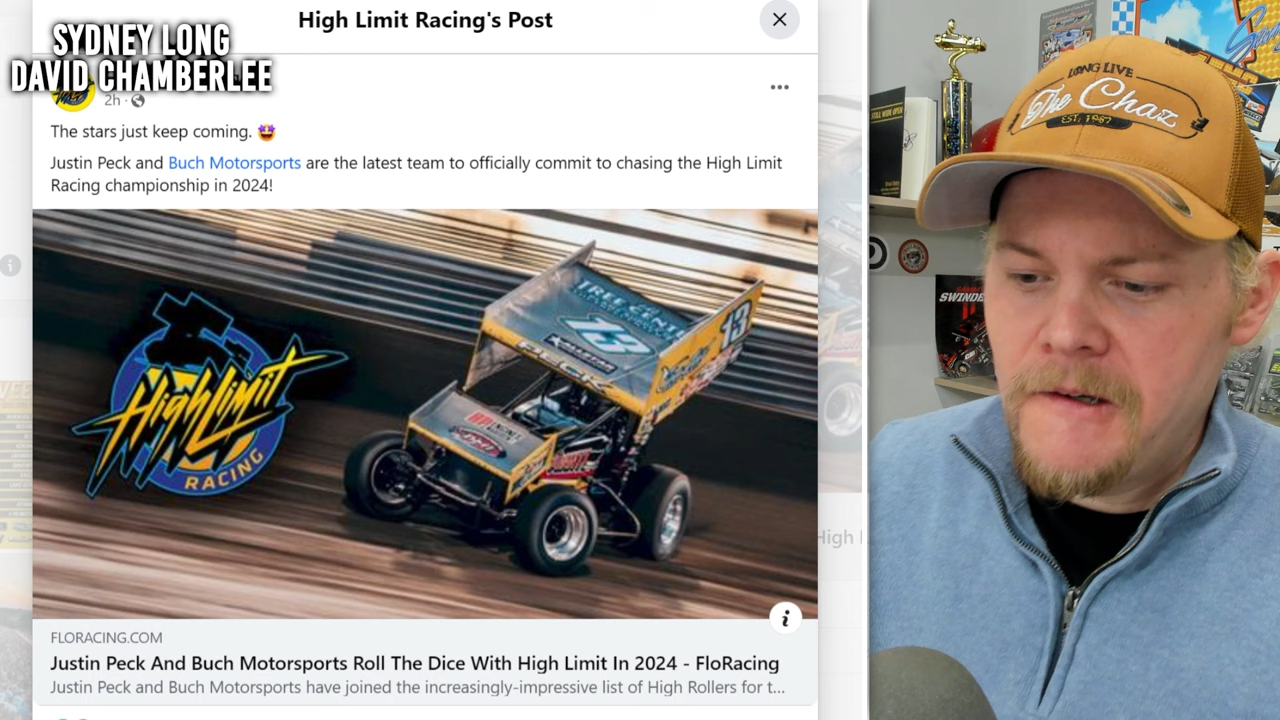 High Limit Racing's Post
SYDNEY LONG
DAVID CHAMBERLEE
2h
The stars just keep coming. 🤩
Justin Peck and Buch Motorsports are the latest team to officially commit to chasing the High Limit
Racing championship in 2024!
TREE CENTS
13
PECK
13
HighLimit
RACING
FLORACING.COM
Justin Peck And Buch Motorsports Roll The Dice With High Limit In 2024 - FloRacing
Justin Peck and Buch Motorsports have joined the increasingly-impressive list of High Rollers for t...
High
LONG LIVE
The Chaz
EST. 1987
SWINDE